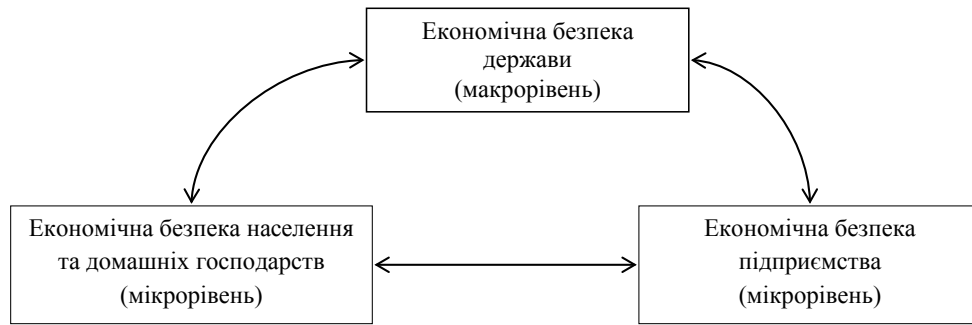 Економічна безпека
держави
(макрорівень)
Економічна безпека населення
та домашніх господарств
(мікрорівень)
Економічна безпека
підприємства
(мікрорівень)